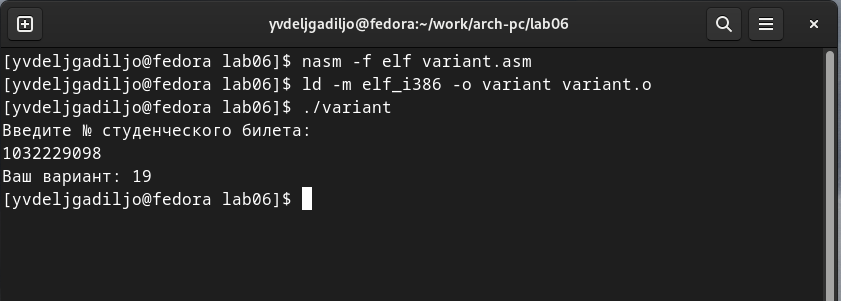 yvdeljgadiljo@fedora:~/work/arch-pc/lab06
[yvdeljgadiljo@fedora lab06]$ nasm -f elf variant.asm
[yvdeljgadiljo@fedora lab06]$ ld -m elf_i386 -o variant variant.o
[yvdeljgadiljo@fedora lab06]$ ./variant
Введите № студенческого билета:
1032229098
Ваш вариант: 19
[yvdeljgadiljo@fedora lab06]$